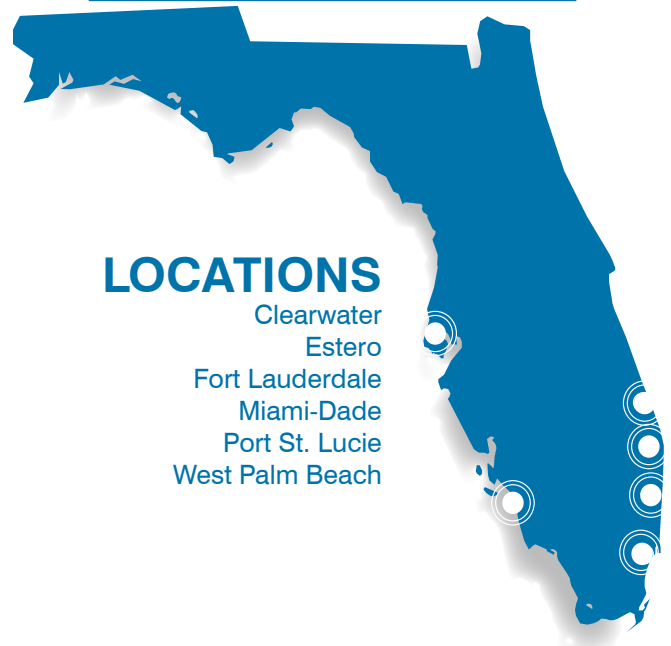 LOCATIONS
Clearwater
Estero
Fort Lauderdale
Miami-Dade
Port St. Lucie
West Palm Beach